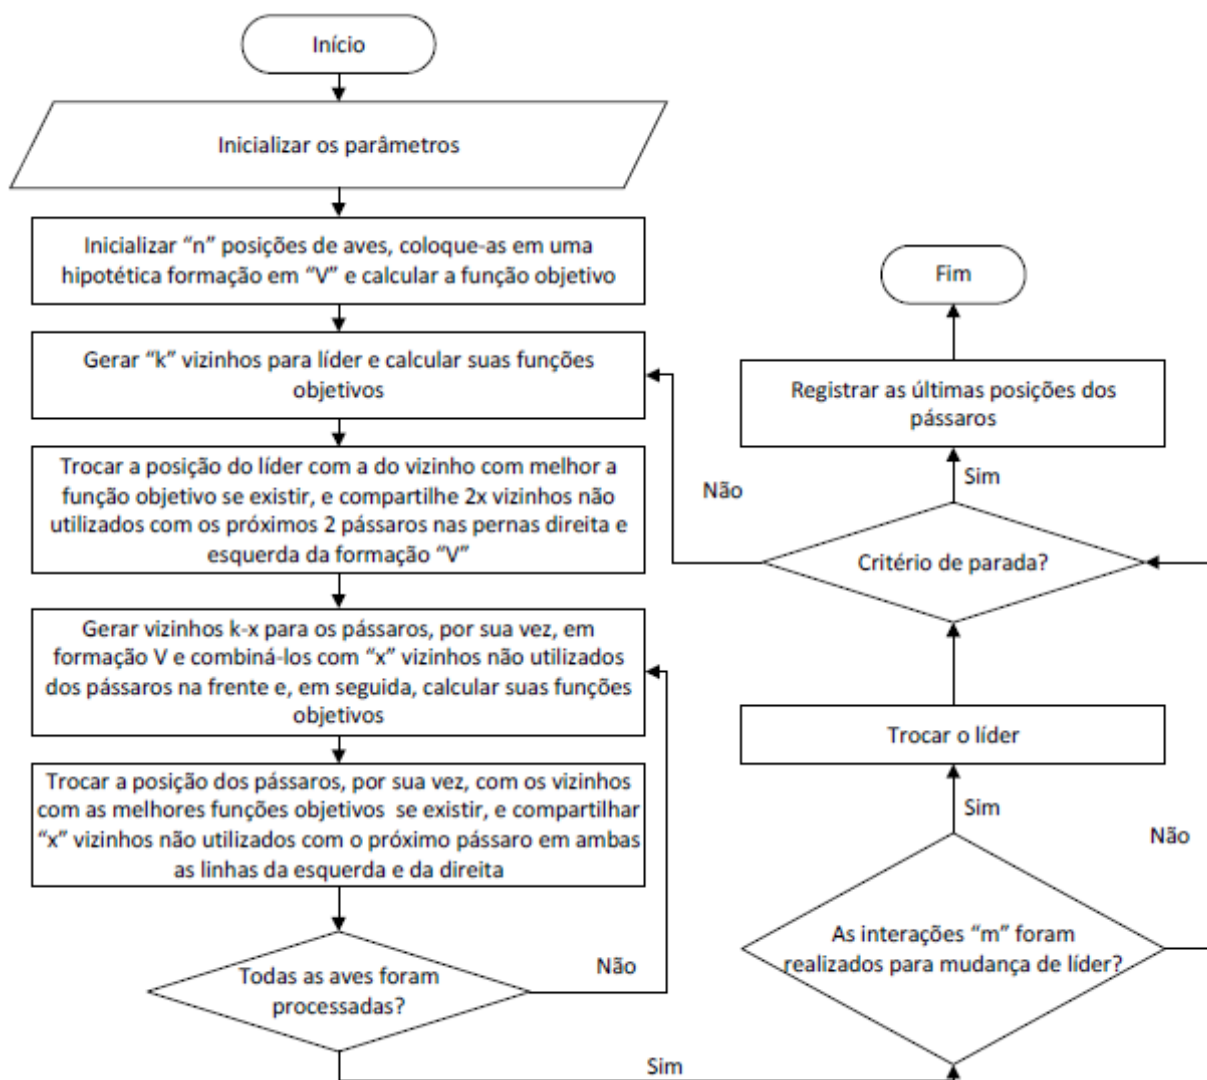 Início
Inicializar os parâmetros
Inicializar “n” posições de aves, coloque-as em uma
hipotética formação em “V” e calcular a função objetivo
Gerar “k” vizinhos para líder e calcular suas funções
objetivos
Trocar a posição do líder com a do vizinho com melhor a
função objetivo se existir, e compartilhe 2x vizinhos não
utilizados com os próximos 2 pássaros nas pernas direita e
esquerda da formação “V”
Gerar vizinhos k-x para os pássaros, por sua vez, em
formação V e combiná-los com “x” vizinhos não utilizados
dos pássaros na frente e, em seguida, calcular suas funções
objetivos
Trocar a posição dos pássaros, por sua vez, com os vizinhos
com as melhores funções objetivos se existir, e compartilhar
“x” vizinhos não utilizados com o próximo pássaro em ambas
as linhas da esquerda e da direita
Todas as aves foram
processadas?
Não
Sim
As interações “m” foram
realizados para mudança de líder?
Não
Sim
Trocar o líder
Critério de parada?
Não
Sim
Registrar as últimas posições dos
pássaros
Fim